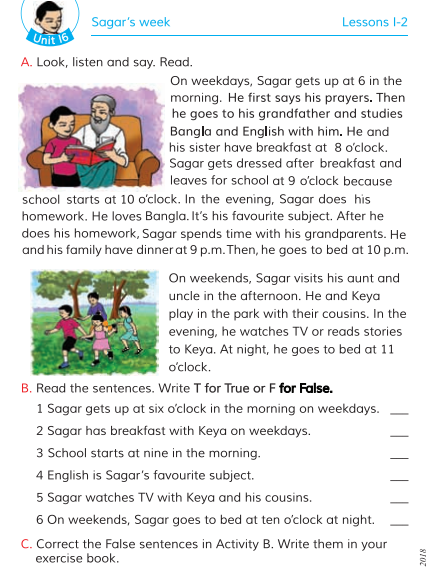 Sagar's week
Lessons 1-2
Unit 16
A. Look, listen and say. Read.
On weekdays, Sagar gets up at 6 in the
morning. He first says his prayers. Then
he goes to his grandfather and studies
Bangla and English with him. He and
his sister have breakfast at 8 o'clock.
Sagar gets dressed after breakfast and
leaves for school at 9 o'clock because
school starts at 10 o'clock. In the evening, Sagar does his
homework. He loves Bangla. It's his favourite subject. After he
does his homework, Sagar spends time with his grandparents. He
and his family have dinner at 9 p.m. Then, he goes to bed at 10 p.m.
On weekends, Sagar visits his aunt and
uncle in the afternoon. He and Keya
play in the park with their cousins. In the
evening, he watches TV or reads stories
to Keya. At night, he goes to bed at 11
o'clock.
B. Read the sentences. Write T for True or F for False.
1 Sagar gets up at six o'clock in the morning on weekdays. ___
2 Sagar has breakfast with Keya on weekdays. ___
3 School starts at nine in the morning. ___
4 English is Sagar's favourite subject. ___
5 Sagar watches TV with Keya and his cousins. ___
6 On weekends, Sagar goes to bed at ten o'clock at night. ___
C. Correct the False sentences in Activity B. Write them in your
exercise book.
2018